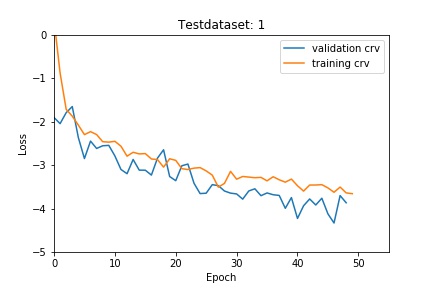 Testdataset: 1
validation crv
training crv
0
−1
−2
−3
−4
−5
Loss
0 10 20 30 40 50
Epoch